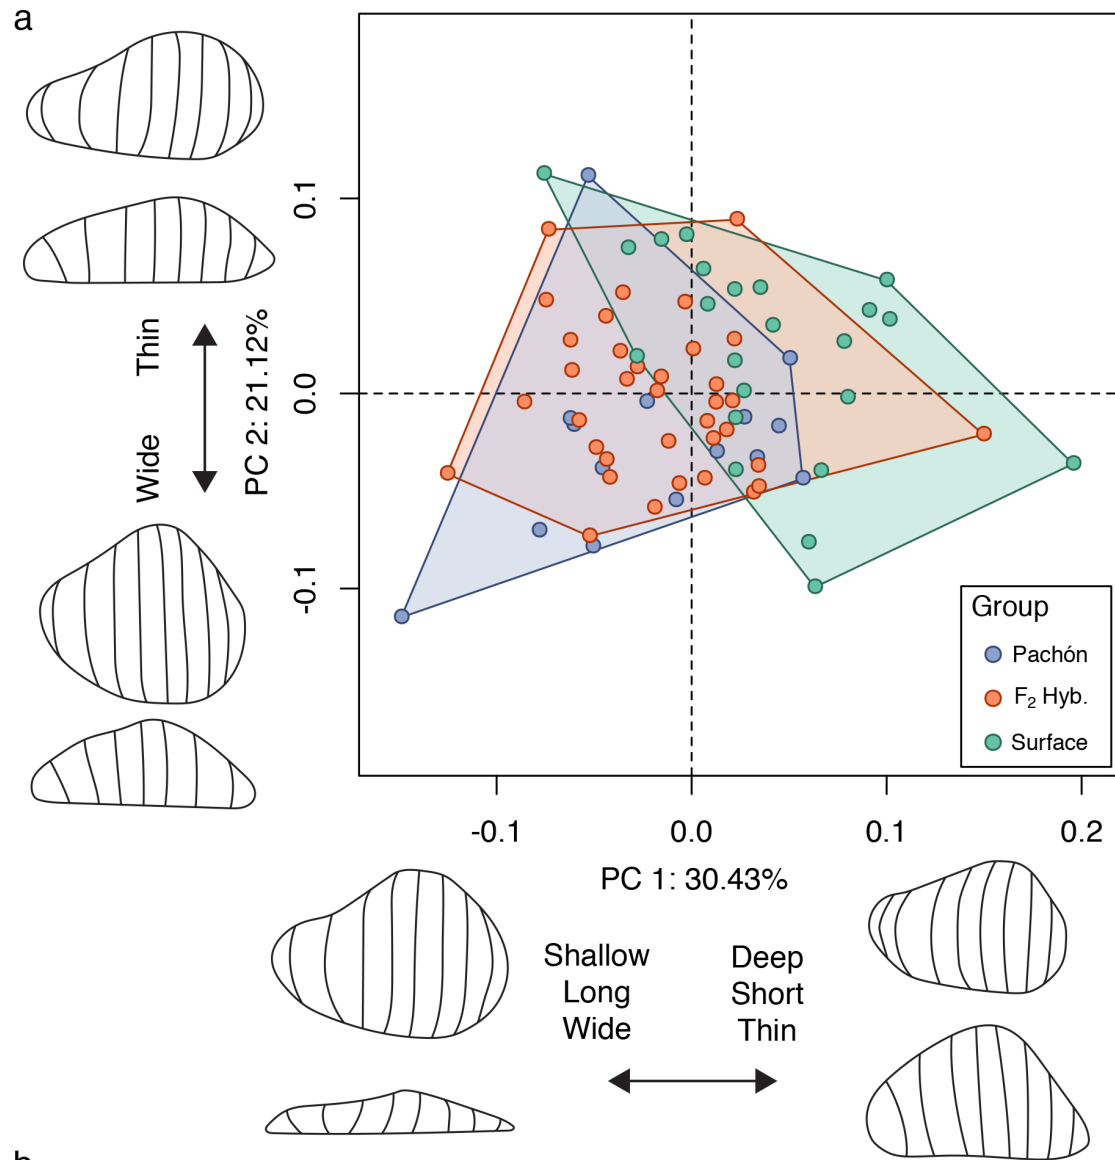 a
0.1
0.0
-0.1
PC 2: 21.12%
Thin
Wide
Group
Pachón
F₂ Hyb.
Surface
-0.1
0.0
0.1
0.2
PC 1: 30.43%
Shallow
Long
Wide
Deep
Short
Thin